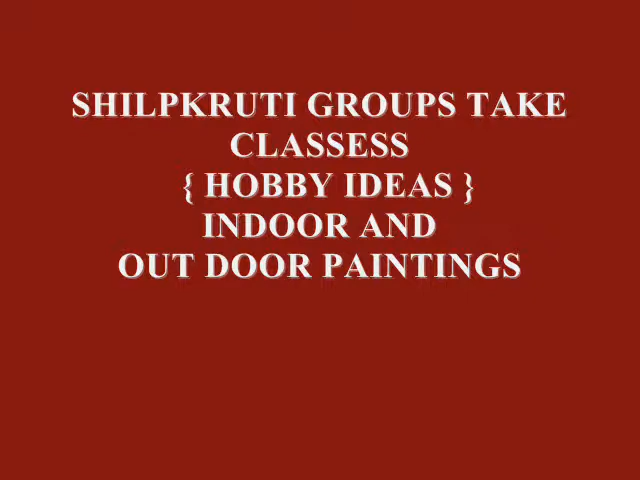 SHILPKRUTI GROUPS TAKE
CLASSESS
{ HOBBY IDEAS }
INDOOR AND
OUT DOOR PAINTINGS